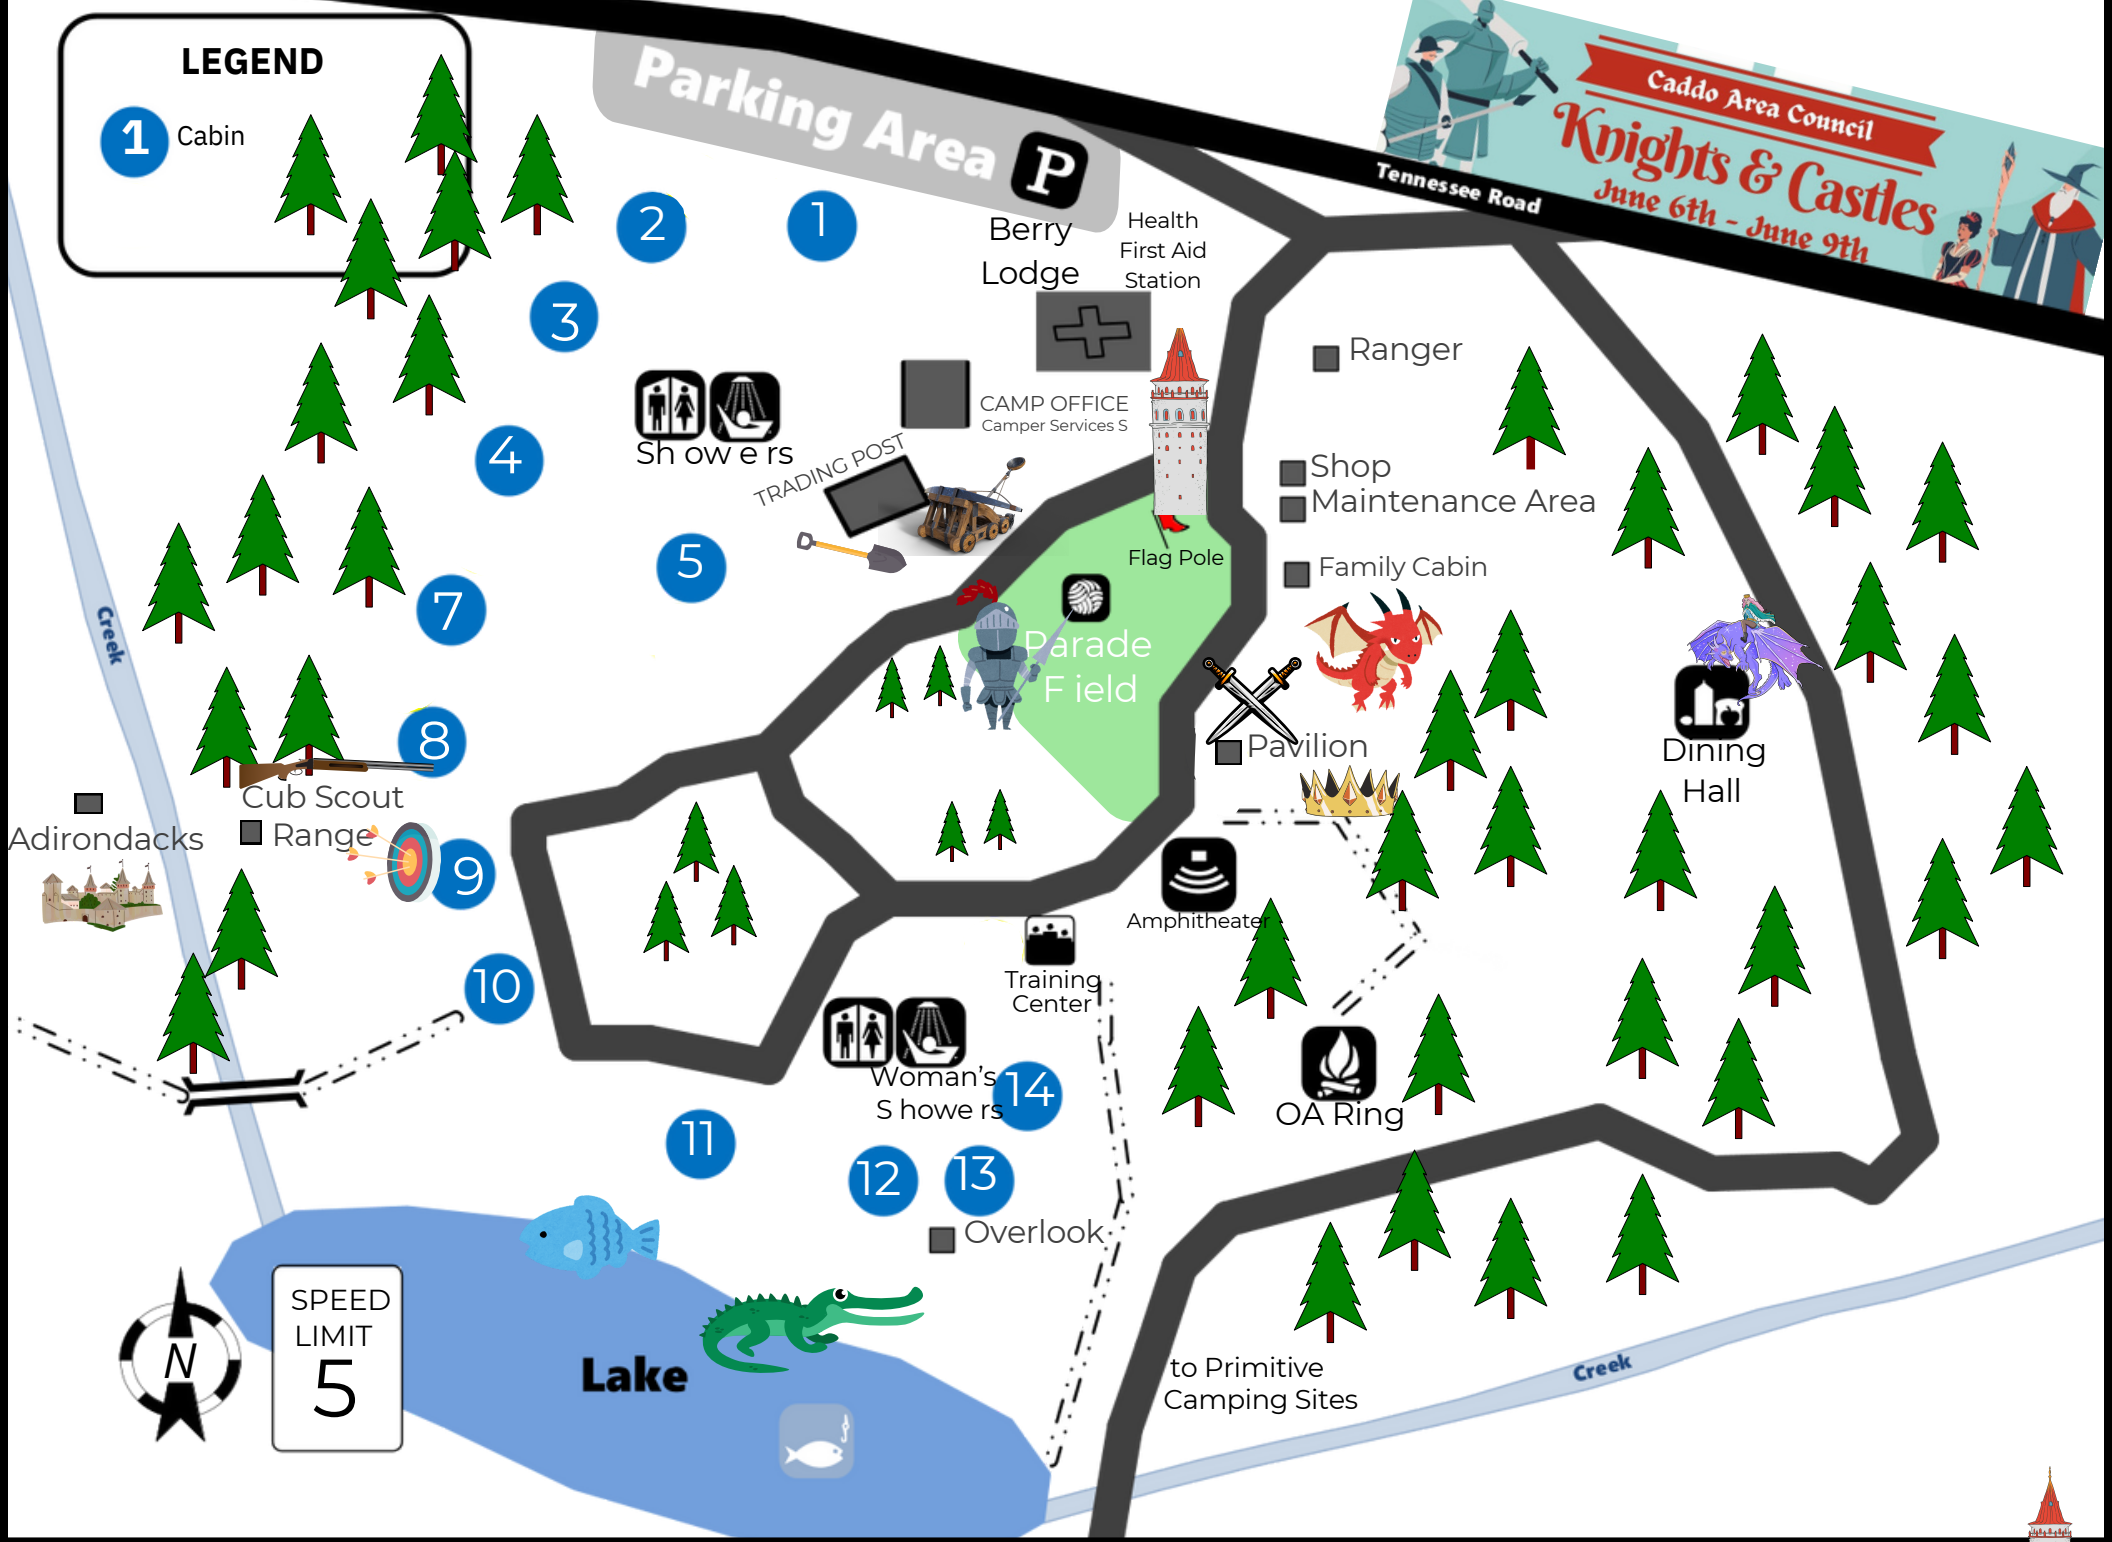 LEGEND
1 Cabin
Parking Area
P
Caddo Area Council
Knights & Castles
June 6th - June 9th
Tennessee Road
2
1
Berry
Lodge
Health
First Aid
Station
3
Ranger
CAMP OFFICE
Camper Services S
Sh ow e rs
4
TRADING POST
Shop
Maintenance Area
Flag Pole
Family Cabin
5
7
Creek
Parade
F ield
8
Pavilion
Dining
Hall
Cub Scout
Range
Adirondacks
9
Amphitheater
10
Training
Center
Woman's
S howe rs
14
OA Ring
11
12
13
Overlook
SPEED
LIMIT
5
N
Lake
to Primitive
Camping Sites
Creek